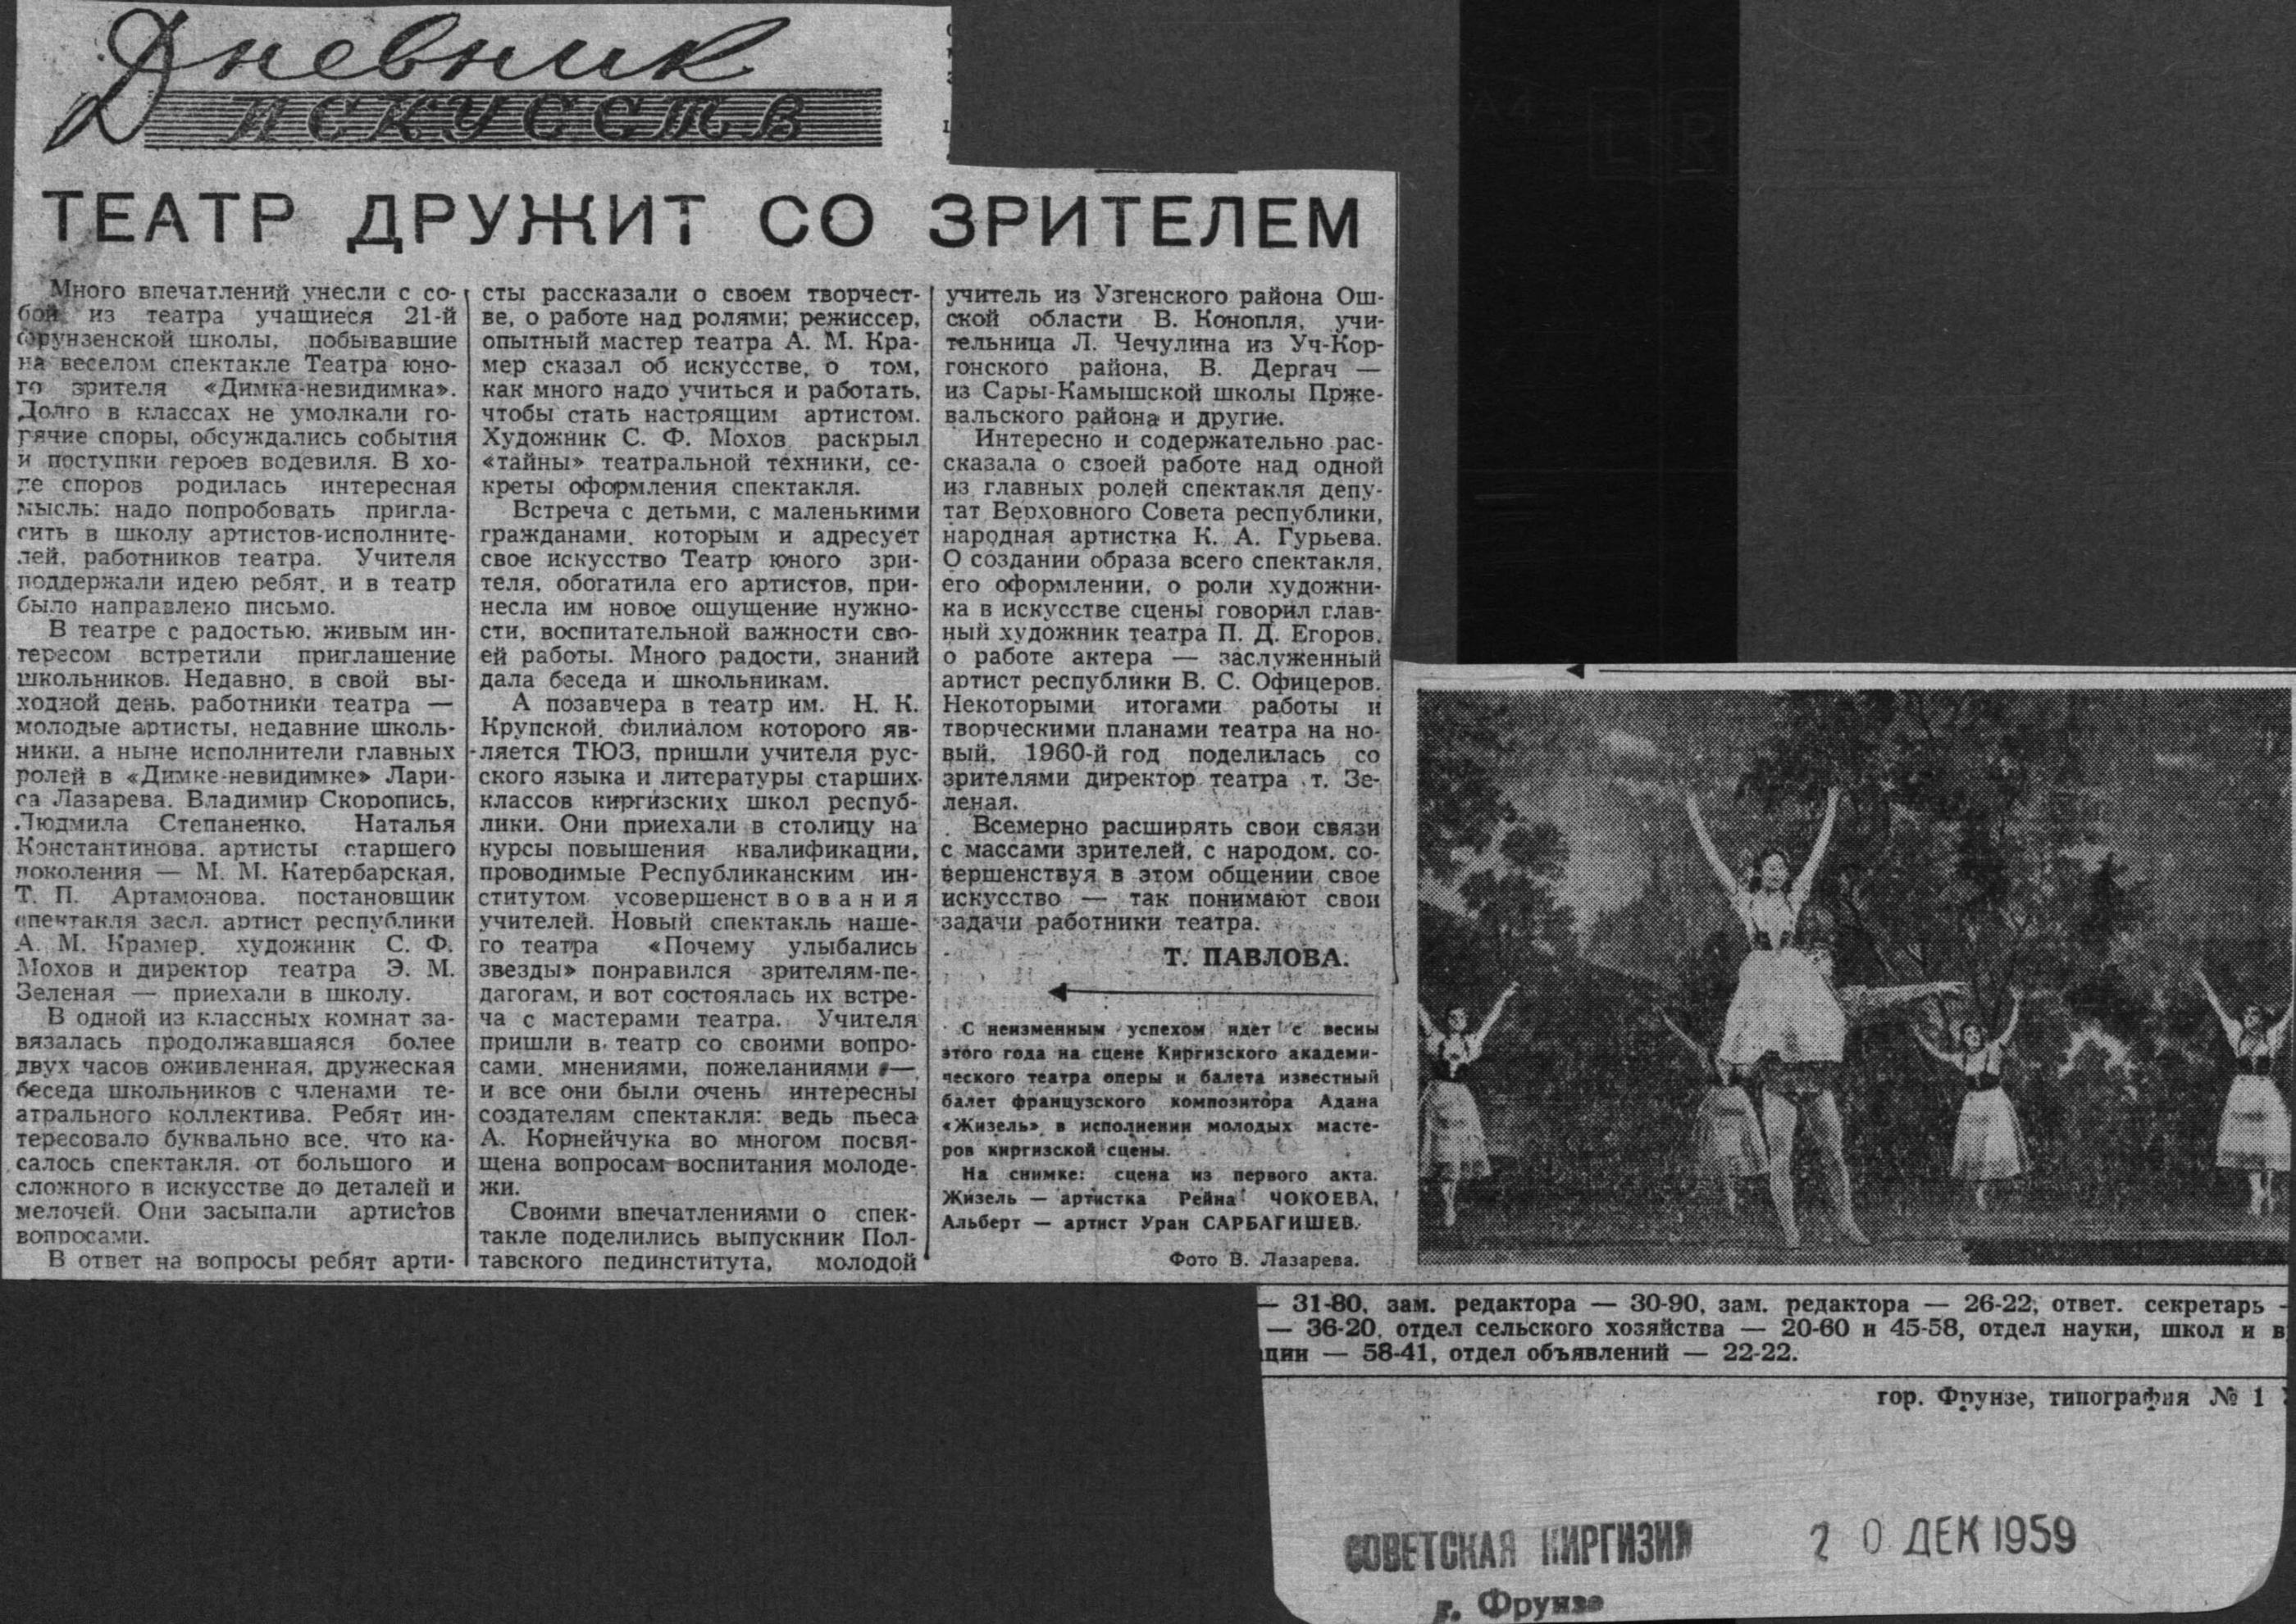 Дневник
искусств
ТЕАТР ДРУЖИТ СО ЗРИТЕЛЕМ
Много впечатлений унесли с со-
бой из театра учащиеся 21-й
фрунзенской школы, побывавшие
на веселом спектакле Театра юно-
го зрителя «Димка-невидимка».
Долго в классах не умолкали го-
рячие споры, обсуждались события
и поступки героев водевиля. В хо-
де споров родилась интересная
мысль: надо попробовать пригла-
сить в школу артистов-исполните-
лей, работников театра. Учителя
поддержали идею ребят, и в театр
было направлено письмо.
В театре с радостью, живым ин-
тересом встретили приглашение
школьников. Недавно, в свой вы-
ходной день, работники театра —
молодые артисты, недавние школь-
ники, а ныне исполнители главных
ролей в «Димке-невидимке» Лари-
са Лазарева, Владимир Скоропись,
Людмила Степаненко, Наталья
Константинова, артисты старшего
поколения — М. М. Катербарская,
Т. П. Артамонова, постановщик
спектакля засл. артист республики
А. М. Крамер, художник С. Ф.
Мохов и директор театра Э. М.
Зеленая — приехали в школу.
В одной из классных комнат за-
вязалась продолжавшаяся более
двух часов оживленная, дружеская
беседа школьников с членами те-
атрального коллектива. Ребят ин-
тересовало буквально все, что ка-
салось спектакля, от большого и
сложного в искусстве до деталей и
мелочей. Они засыпали артистов
вопросами.
В ответ на вопросы ребят арти-
сты рассказали о своем творчест-
ве, о работе над ролями; режиссер,
опытный мастер театра А. М. Кра-
мер сказал об искусстве, о том,
как много надо учиться и работать,
чтобы стать настоящим артистом.
Художник С. Ф. Мохов раскрыл
«тайны» театральной техники, се-
креты оформления спектакля.
Встреча с детьми, с маленькими
гражданами, которым и адресует
свое искусство Театр юного зри-
теля, обогатила его артистов, при-
несла им новое ощущение нужно-
сти, воспитательной важности сво-
ей работы. Много радости, знаний
дала беседа и школьникам.
А позавчера в театр им. Н. К.
Крупской, филиалом которого яв-
ляется ТЮЗ, пришли учителя рус-
ского языка и литературы старших
классов киргизских школ респуб-
лики. Они приехали в столицу на
курсы повышения квалификации,
проводимые Республиканским ин-
ститутом усовершенствования
учителей. Новый спектакль наше-
го театра «Почему улыбались
звезды» понравился зрителям-пе-
дагогам, и вот состоялась их встре-
ча с мастерами театра. Учителя
пришли в театр со своими вопро-
сами, мнениями, пожеланиями —
и все они были очень интересны
создателям спектакля: ведь пьеса
А. Корнейчука во многом посвя-
щена вопросам воспитания молоде-
жи.
Своими впечатлениями о спек-
такле поделились выпускник Пол-
тавского пединститута, молодой
учитель из Узгенского района Ош-
ской области В. Конопля, учи-
тельница Л. Чечулина из Уч-Кор-
гонского района, В. Дергач —
из Сары-Камышской школы Прже-
вальского района и другие.
Интересно и содержательно рас-
сказала о своей работе над одной
из главных ролей спектакля депу-
тат Верховного Совета республики,
народная артистка К. А. Гурьева.
О создании образа всего спектакля,
его оформлении, о роли художни-
ка в искусстве сцены говорил глав-
ный художник театра П. Д. Егоров,
о работе актера — заслуженный
артист республики В. С. Офицеров.
Некоторыми итогами работы и
творческими планами театра на но-
вый, 1960-й год поделилась со
зрителями директор театра т. Зе-
леная.
Всемерно расширять свои связи
с массами зрителей, с народом, со-
вершенствуя в этом общении свое
искусство — так понимают свои
задачи работники театра.
Т. ПАВЛОВА.
С неизменным успехом идет с весны
этого года на сцене Киргизского академи-
ческого театра оперы и балета известный
балет французского композитора Адана
«Жизель» в исполнении молодых масте-
ров киргизской сцены.
На снимке: сцена из первого акта.
Жизель — артистка Рейна ЧОКОЕВА,
Альберт — артист Уран САРБАГИШЕВ.
Фото В. Лазарева.
— 31-80, зам. редактора — 30-90, зам. редактора — 26-22, ответ. секретарь -
— 36-20, отдел сельского хозяйства — 20-60 и 45-58, отдел науки, школ и в
ции — 58-41, отдел объявлений — 22-22.
гор. Фрунзе, типография № 1
СОВЕТСКАЯ КИРГИЗИЯ
20 ДЕК 1959
г. Фрунзе
A4
L R